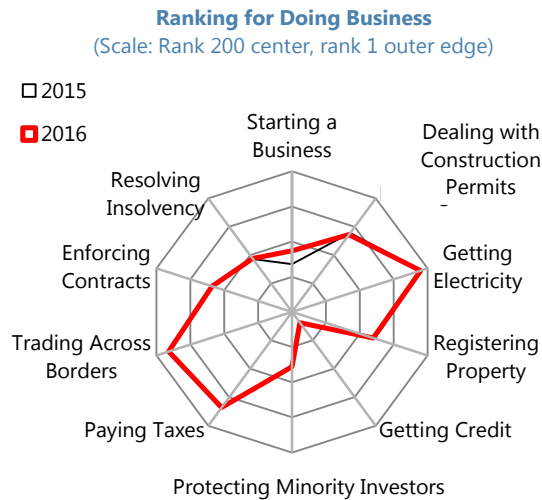 Ranking for Doing Business
(Scale: Rank 200 center, rank 1 outer edge)
2015
2016
Starting a
Business
Dealing with
Construction
Permits
Getting
Electricity
Registering
Property
Getting Credit
Protecting Minority Investors
Paying Taxes
Trading Across
Borders
Enforcing
Contracts
Resolving
Insolvency